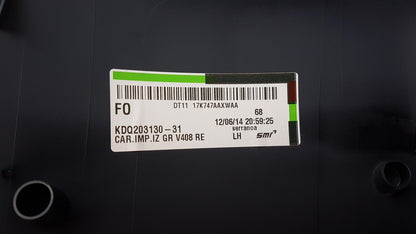 DT11 17K747AAXWAA
FO
68
KDQ203130-31
12/06/14 20:59:25
CAR.IMP.IZ GR V408 RE
serranoa
LH smr